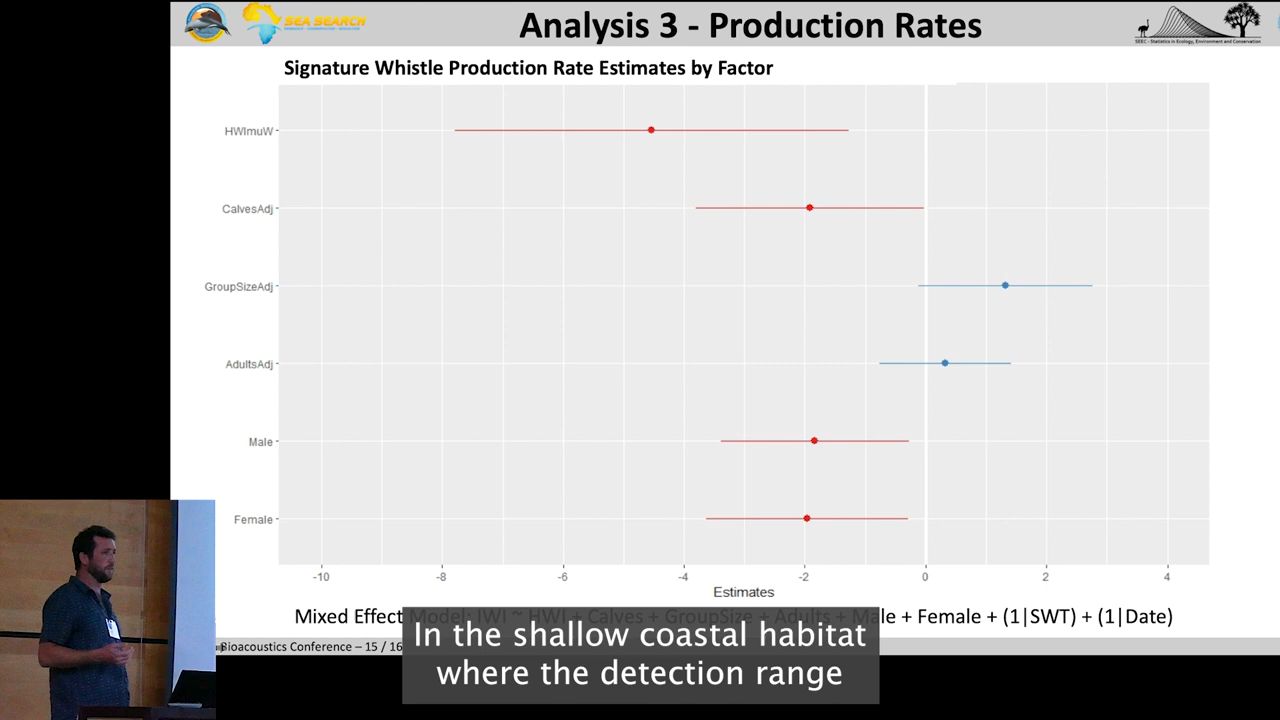 SEA SEARCH
Analysis 3 - Production Rates
SEEC - Statistics in Ecology, Environment and Conservation
Signature Whistle Production Rate Estimates by Factor
HWImuW
CalvesAdj
GroupSizeAdj
AdultsAdj
Male
Female
-10 -8 -6 -4 -2 0 2 4
Estimates
Mixed Effect Model: IWI ~ HWI + Calves + GroupSize + Adults + Male + Female + (1|SWT) + (1|Date)
Bioacoustics Conference – 15 / 16
In the shallow coastal habitat
where the detection range